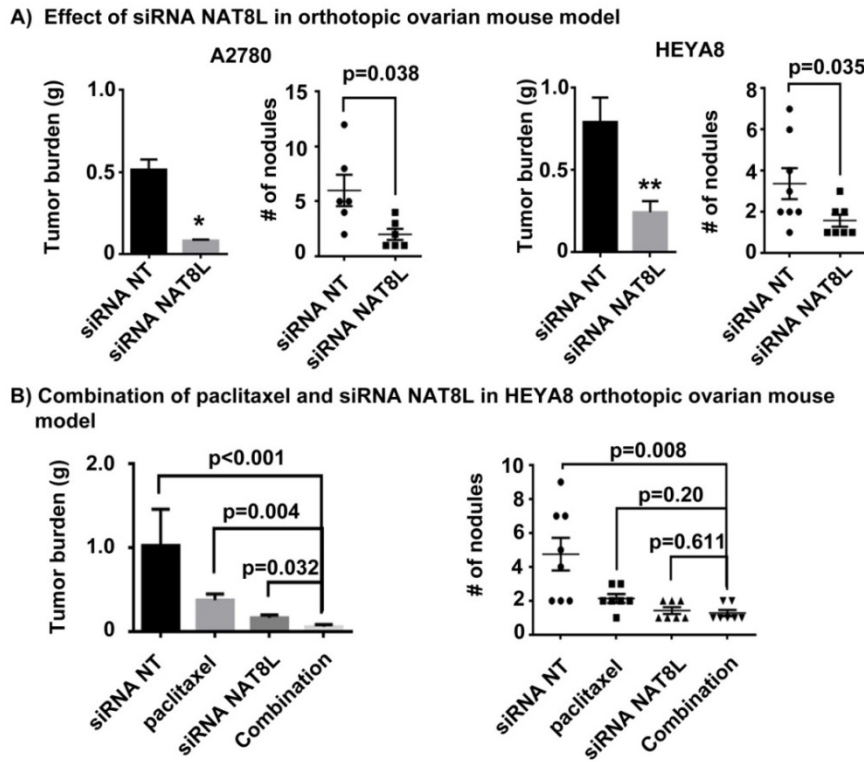 A) Effect of siRNA NAT8L in orthotopic ovarian mouse model
A2780
Tumor burden (g)
1.0
0.5
0
*
siRNA NT
siRNA NAT8L
p=0.038
# of nodules
15
10
5
0
siRNA NT
siRNA NAT8L
HEYA8
Tumor burden (g)
1.0
0.5
0
**
siRNA NT
siRNA NAT8L
p=0.035
# of nodules
8
6
4
2
0
siRNA NT
siRNA NAT8L
B) Combination of paclitaxel and siRNA NAT8L in HEYA8 orthotopic ovarian mouse
model
Tumor burden (g)
2.0
1.0
0
p<0.001
p=0.004
p=0.032
siRNA NT
paclitaxel
siRNA NAT8L
Combination
# of nodules
10
8
6
4
2
0
p=0.008
p=0.20
p=0.611
siRNA NT
paclitaxel
siRNA NAT8L
Combination